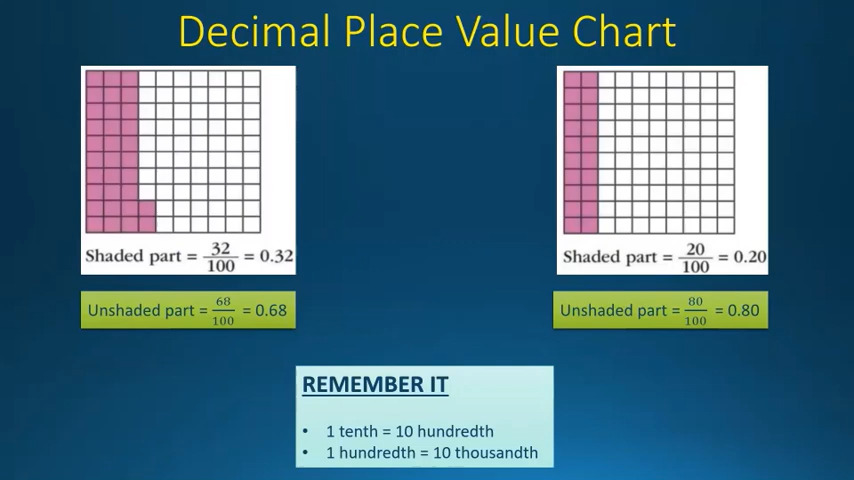 Decimal Place Value Chart
Shaded part = 32/100 = 0.32
Unshaded part = 68/100 = 0.68
Shaded part = 20/100 = 0.20
Unshaded part = 80/100 = 0.80
REMEMBER IT
• 1 tenth = 10 hundredth
• 1 hundredth = 10 thousandth